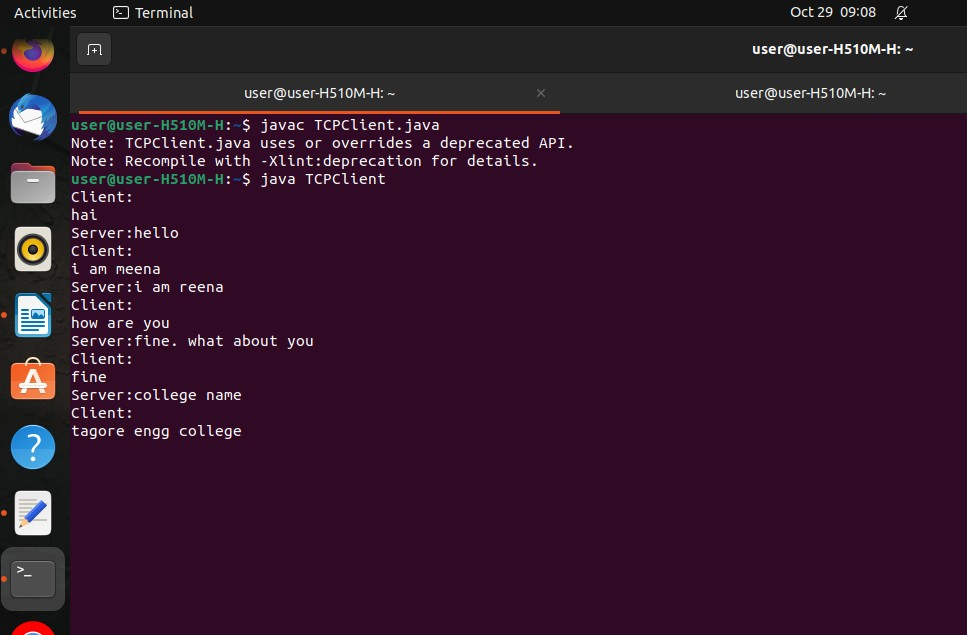 Activities
Terminal
Oct 29 09:08
user@user-H510M-H: ~
user@user-H510M-H: ~
user@user-H510M-H: ~
user@user-H510M-H:~$ javac TCPClient.java
Note: TCPClient.java uses or overrides a deprecated API.
Note: Recompile with -Xlint:deprecation for details.
user@user-H510M-H:~$ java TCPClient
Client:
hai
Server:hello
Client:
i am meena
Server:i am reena
Client:
how are you
Server:fine. what about you
Client:
fine
Server:college name
Client:
tagore engg college